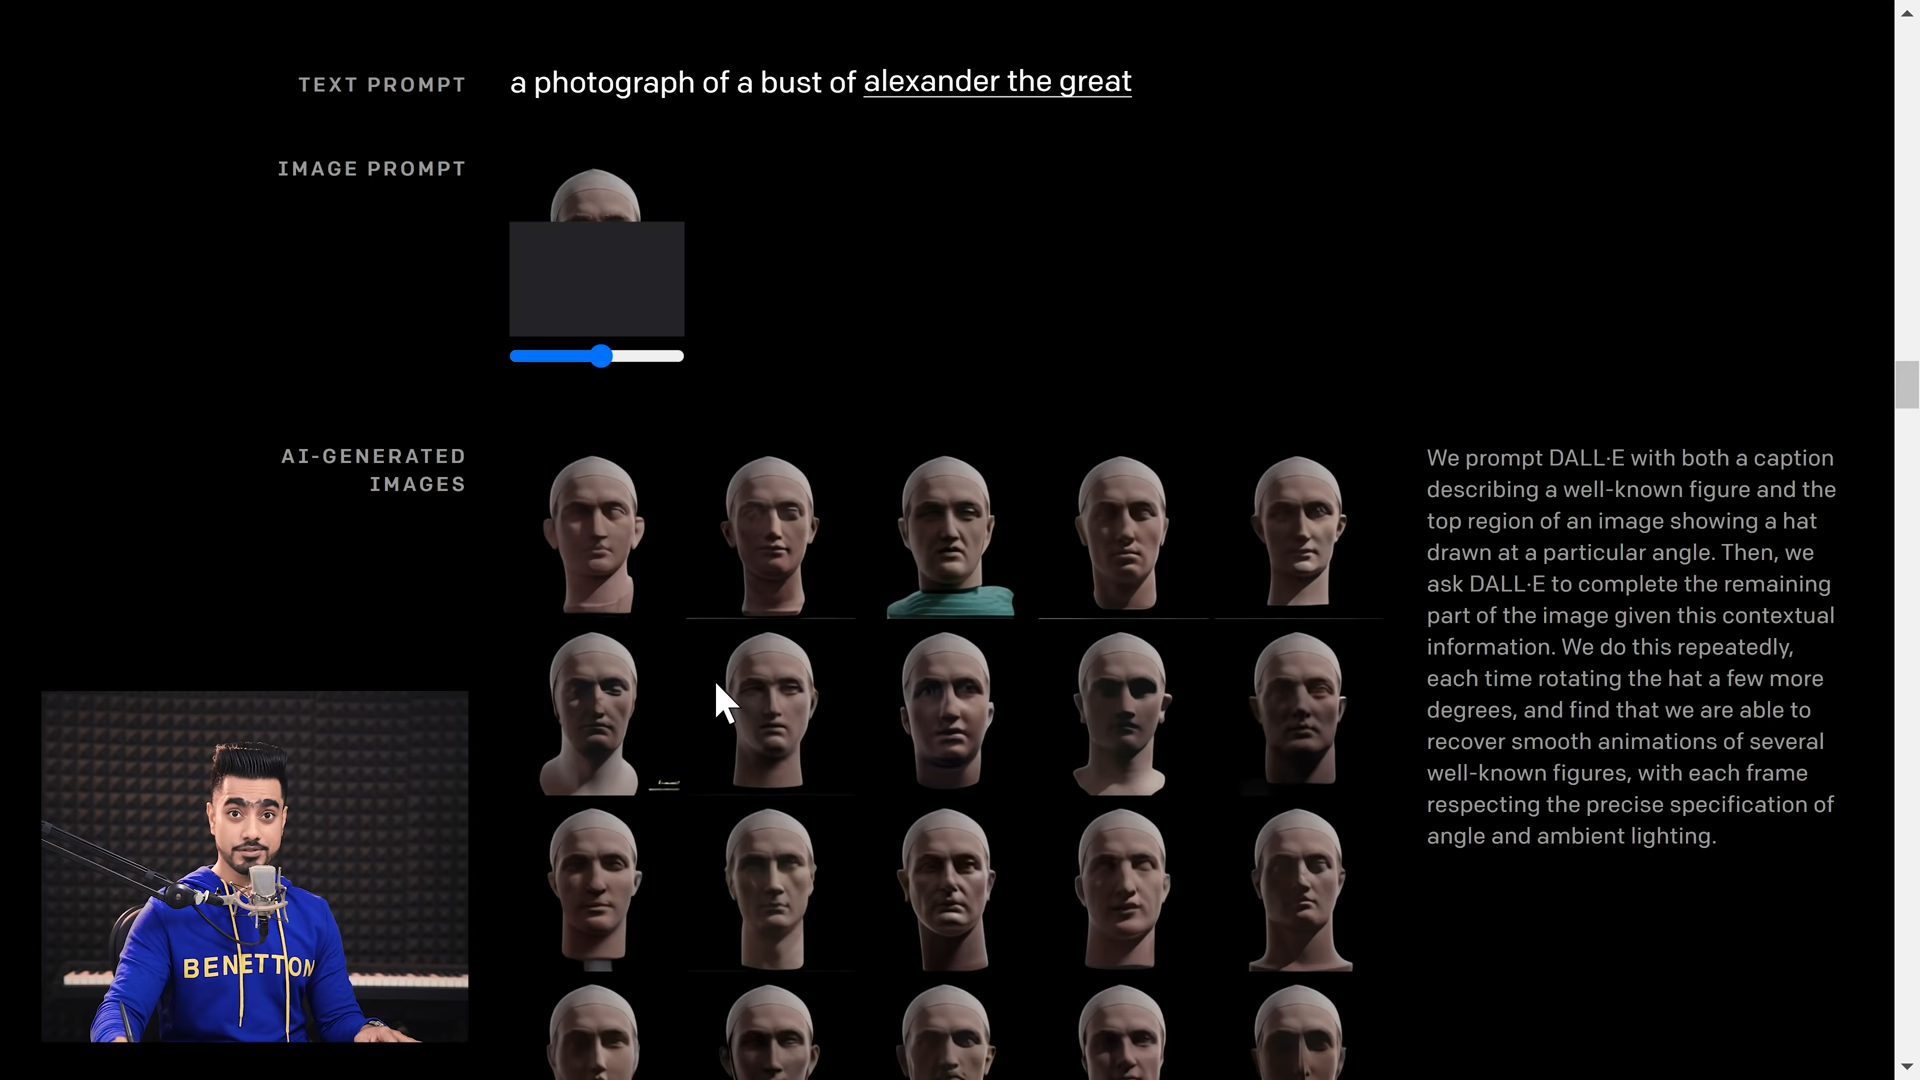 TEXT PROMPT
a photograph of a bust of alexander the great
IMAGE PROMPT
AI-GENERATED
IMAGES
We prompt DALL·E with both a caption
describing a well-known figure and the
top region of an image showing a hat
drawn at a particular angle. Then, we
ask DALL·E to complete the remaining
part of the image given this contextual
information. We do this repeatedly,
each time rotating the hat a few more
degrees, and find that we are able to
recover smooth animations of several
well-known figures, with each frame
respecting the precise specification of
angle and ambient lighting.
BENETTON